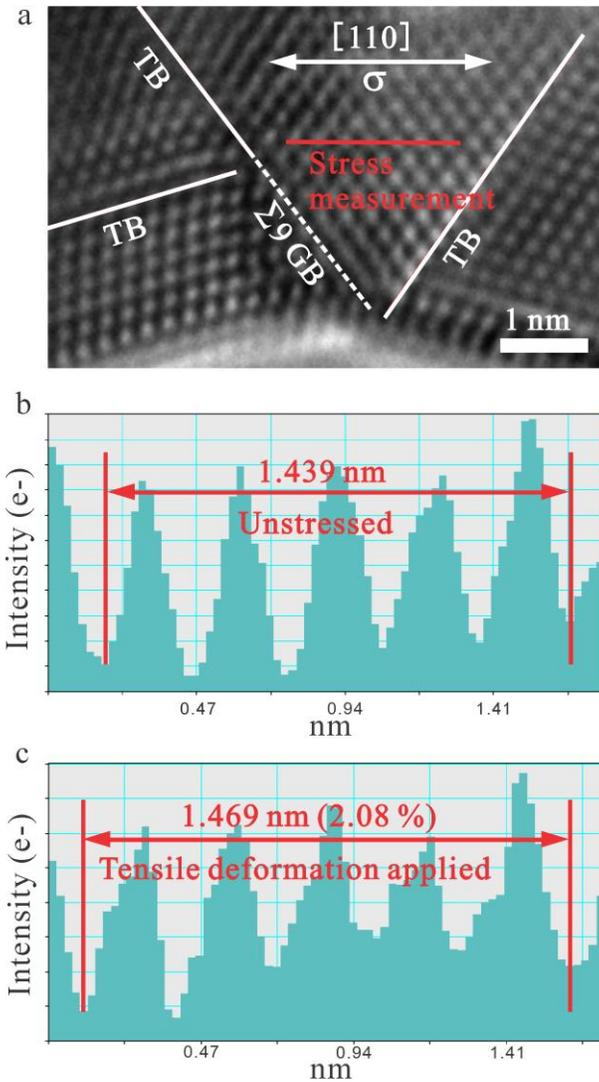 a
[110]
σ
TB
Stress
measurement
TB
Σ9 GB
TB
1 nm
b
Intensity (e-)
1.439 nm
Unstressed
0.47
0.94
1.41
nm
c
Intensity (e-)
1.469 nm (2.08 %)
Tensile deformation applied
0.47
0.94
1.41
nm